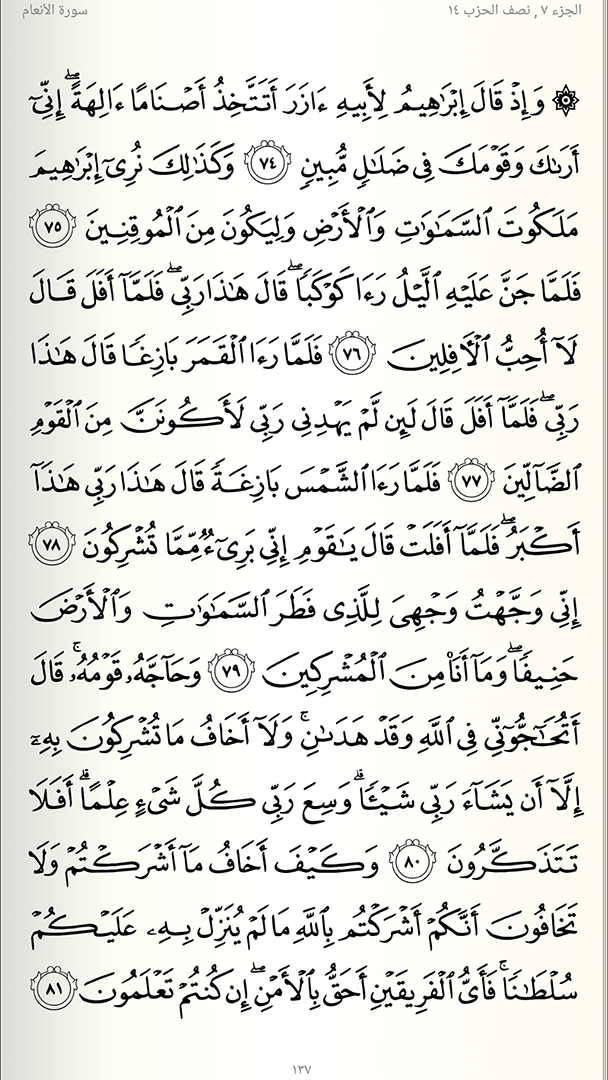 الجزء ٧, نصف الحزب ١٤
سورة الأنعام
۞ وَإِذْ قَالَ إِبْرَٰهِيمُ لِأَبِيهِ ءَازَرَ أَتَتَّخِذُ أَصْنَامًا ءَالِهَةً ۖ إِنِّىٓ
أَرَىٰكَ وَقَوْمَكَ فِى ضَلَٰلٍ مُّبِينٍ ﴿٧٤﴾ وَكَذَٰلِكَ نُرِىٓ إِبْرَٰهِيمَ
مَلَكُوتَ ٱلسَّمَٰوَٰتِ وَٱلْأَرْضِ وَلِيَكُونَ مِنَ ٱلْمُوقِنِينَ ﴿٧٥﴾
فَلَمَّا جَنَّ عَلَيْهِ ٱلَّيْلُ رَءَا كَوْكَبًا ۖ قَالَ هَٰذَا رَبِّى ۖ فَلَمَّآ أَفَلَ قَالَ
لَآ أُحِبُّ ٱلْءَافِلِينَ ﴿٧٦﴾ فَلَمَّا رَءَا ٱلْقَمَرَ بَازِغًا قَالَ هَٰذَا
رَبِّى ۖ فَلَمَّآ أَفَلَ قَالَ لَئِن لَّمْ يَهْدِنِى رَبِّى لَأَكُونَنَّ مِنَ ٱلْقَوْمِ
ٱلضَّآلِّينَ ﴿٧٧﴾ فَلَمَّا رَءَا ٱلشَّمْسَ بَازِغَةً قَالَ هَٰذَا رَبِّى هَٰذَآ
أَكْبَرُ ۖ فَلَمَّآ أَفَلَتْ قَالَ يَٰقَوْمِ إِنِّى بَرِىٓءٌ مِّمَّا تُشْرِكُونَ ﴿٧٨﴾
إِنِّى وَجَّهْتُ وَجْهِىَ لِلَّذِى فَطَرَ ٱلسَّمَٰوَٰتِ وَٱلْأَرْضَ
حَنِيفًا ۖ وَمَآ أَنَا۠ مِنَ ٱلْمُشْرِكِينَ ﴿٧٩﴾ وَحَآجَّهُۥ قَوْمُهُۥ ۚ قَالَ
أَتُحَٰٓجُّوٓنِّى فِى ٱللَّهِ وَقَدْ هَدَىٰنِ ۚ وَلَآ أَخَافُ مَا تُشْرِكُونَ بِهِۦٓ
إِلَّآ أَن يَشَآءَ رَبِّى شَيْـًٔا ۗ وَسِعَ رَبِّى كُلَّ شَىْءٍ عِلْمًا ۗ أَفَلَا
تَتَذَكَّرُونَ ﴿٨٠﴾ وَكَيْفَ أَخَافُ مَآ أَشْرَكْتُمْ وَلَا
تَخَافُونَ أَنَّكُمْ أَشْرَكْتُم بِٱللَّهِ مَا لَمْ يُنَزِّلْ بِهِۦ عَلَيْكُمْ
سُلْطَٰنًا ۚ فَأَىُّ ٱلْفَرِيقَيْنِ أَحَقُّ بِٱلْأَمْنِ ۖ إِن كُنتُمْ تَعْلَمُونَ ﴿٨١﴾
١٣٧